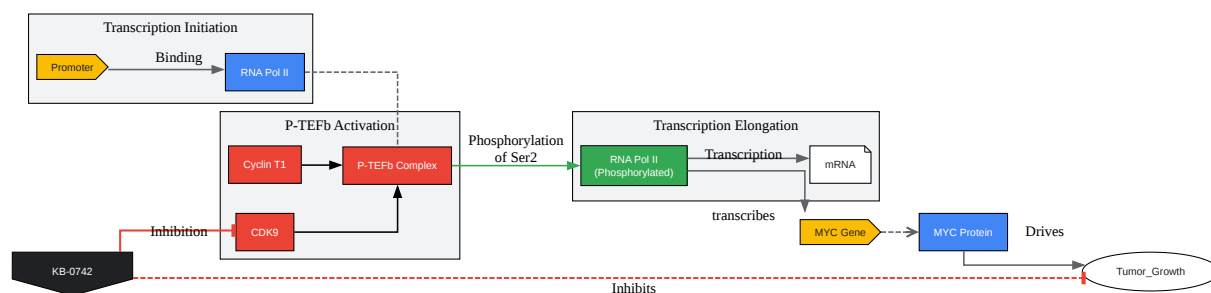 Transcription Initiation
Promoter
Binding
RNA Pol II
P-TEFb Activation
Cyclin T1
P-TEFb Complex
CDK9
Inhibition
KB-0742
Phosphorylation
of Ser2
Transcription Elongation
RNA Pol II
(Phosphorylated)
Transcription
mRNA
transcribes
MYC Gene
MYC Protein
Drives
Tumor_Growth
Inhibits